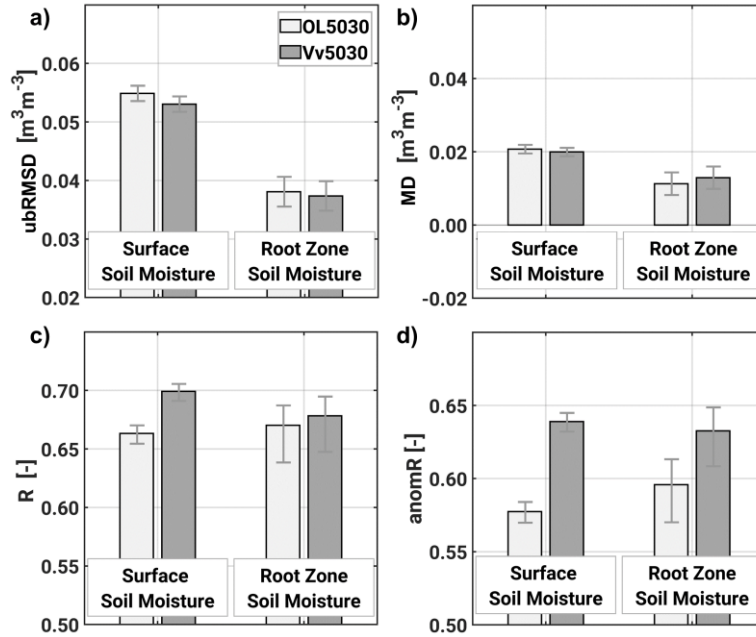 a)
OL5030
Vv5030
0.06
0.05
0.04
0.03
0.02
ubRMSD [m³m⁻³]
Surface
Soil Moisture
Root Zone
Soil Moisture
b)
0.04
0.02
0.00
-0.02
MD [m³m⁻³]
Surface
Soil Moisture
Root Zone
Soil Moisture
c)
0.70
0.65
0.60
0.55
0.50
R [-]
Surface
Soil Moisture
Root Zone
Soil Moisture
d)
0.65
0.60
0.55
0.50
anomR [-]
Surface
Soil Moisture
Root Zone
Soil Moisture